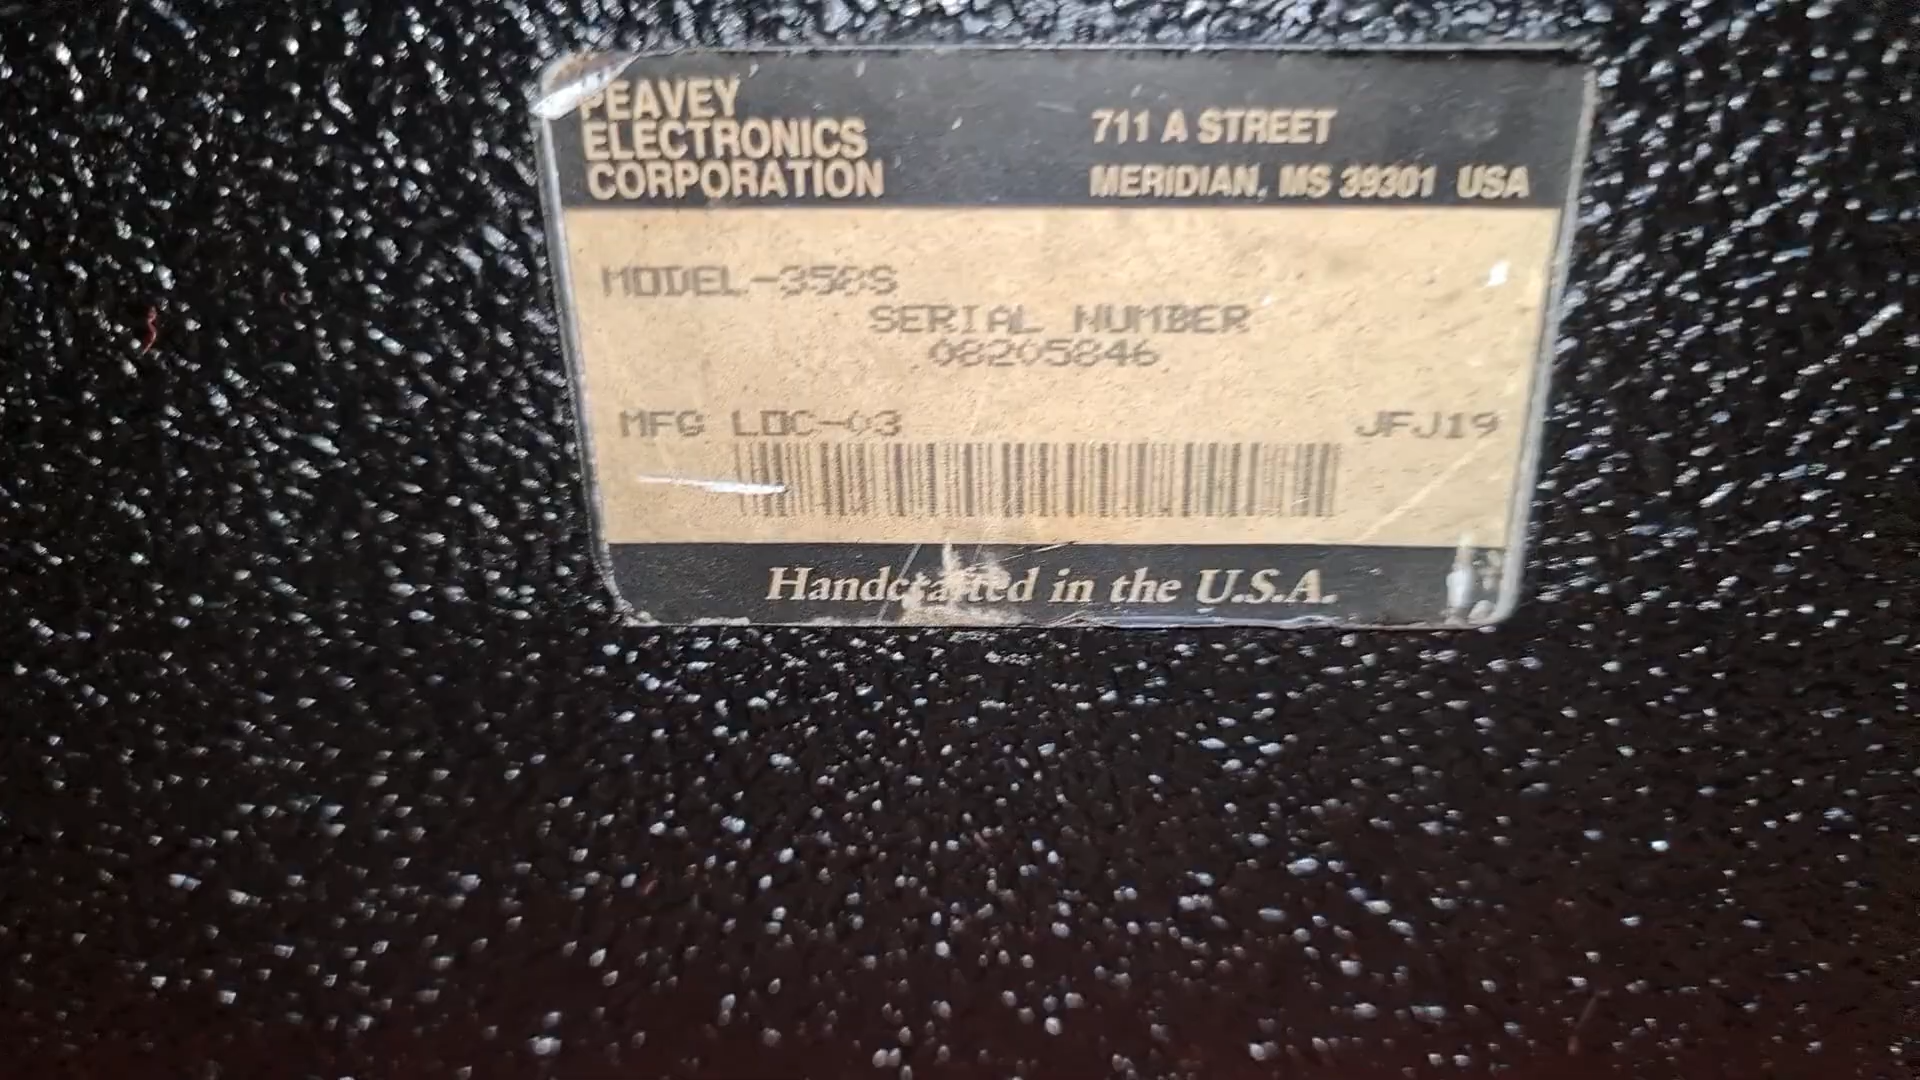 PEAVEY
ELECTRONICS
CORPORATION
711 A STREET
MERIDIAN, MS 39301 USA
MODEL-358S
SERIAL NUMBER
08205846
MFG LOC-03
JFJ19
Handcrafted in the U.S.A.